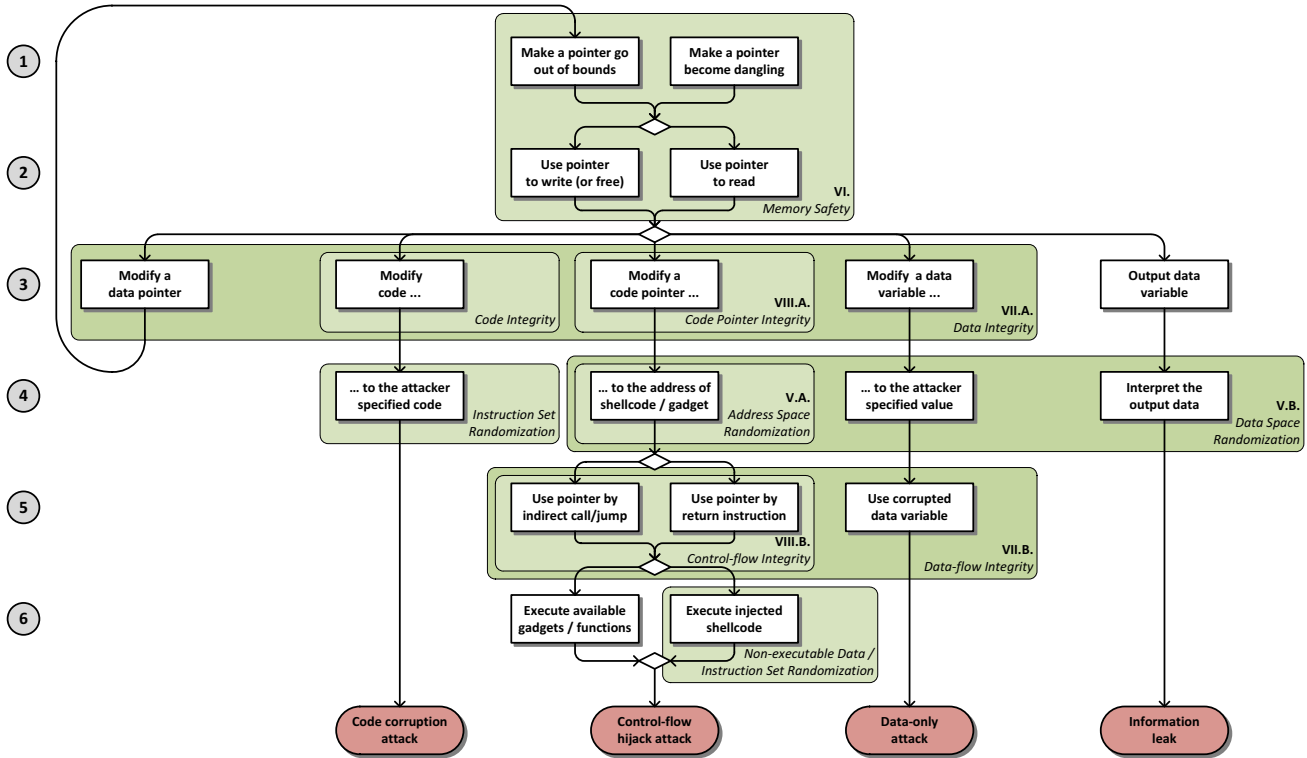 1
Make a pointer go
out of bounds
Make a pointer
become dangling
2
Use pointer
to write (or free)
Use pointer
to read
VI.
Memory Safety
3
Modify a
data pointer
Modify
code ...
Code Integrity
Modify a
code pointer ...
VIII.A.
Code Pointer Integrity
Modify a data
variable ...
VII.A.
Data Integrity
Output data
variable
4
... to the attacker
specified code
Instruction Set
Randomization
... to the address of
shellcode / gadget
V.A.
Address Space
Randomization
... to the attacker
specified value
Interpret the
output data
V.B.
Data Space
Randomization
5
Use pointer by
indirect call/jump
Use pointer by
return instruction
VIII.B.
Control-flow Integrity
Use corrupted
data variable
VII.B.
Data-flow Integrity
6
Execute available
gadgets / functions
Execute injected
shellcode
Non-executable Data /
Instruction Set Randomization
Code corruption
attack
Control-flow
hijack attack
Data-only
attack
Information
leak